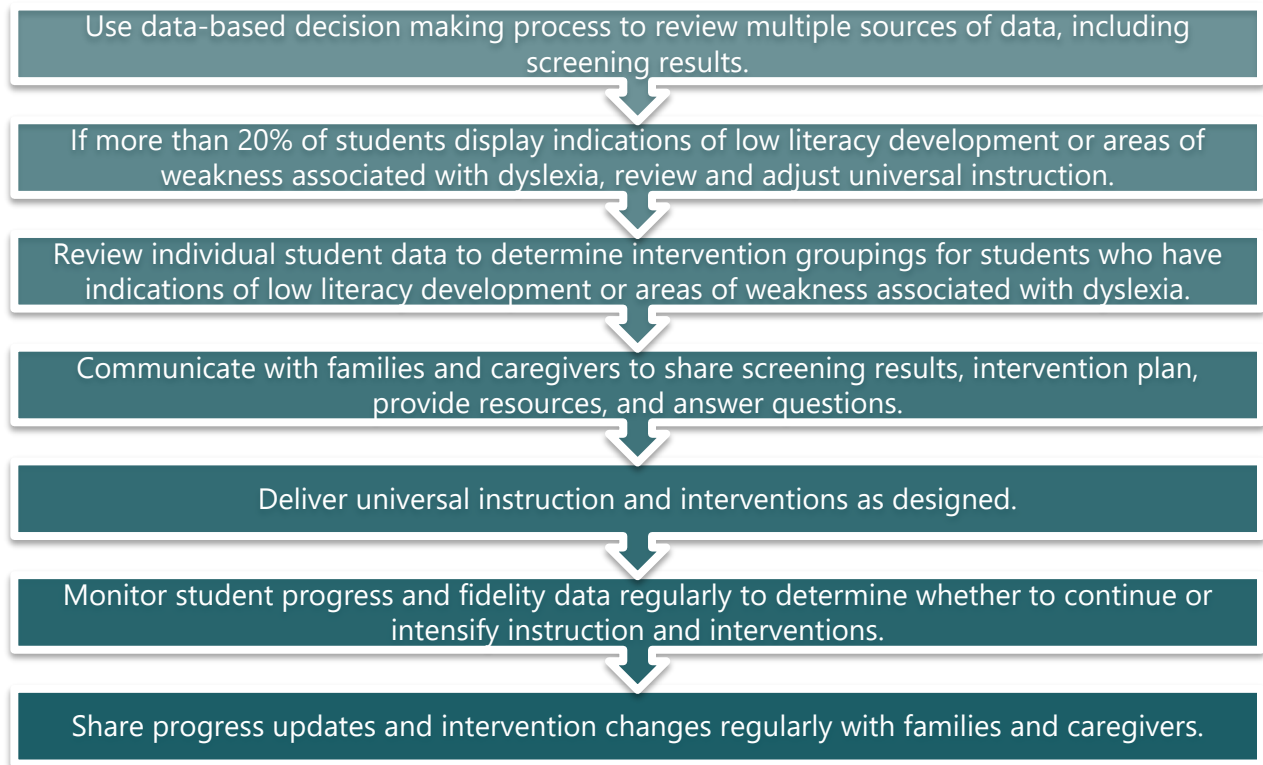 Use data-based decision making process to review multiple sources of data, including
screening results.
If more than 20% of students display indications of low literacy development or areas of
weakness associated with dyslexia, review and adjust universal instruction.
Review individual student data to determine intervention groupings for students who have
indications of low literacy development or areas of weakness associated with dyslexia.
Communicate with families and caregivers to share screening results, intervention plan,
provide resources, and answer questions.
Deliver universal instruction and interventions as designed.
Monitor student progress and fidelity data regularly to determine whether to continue or
intensify instruction and interventions.
Share progress updates and intervention changes regularly with families and caregivers.